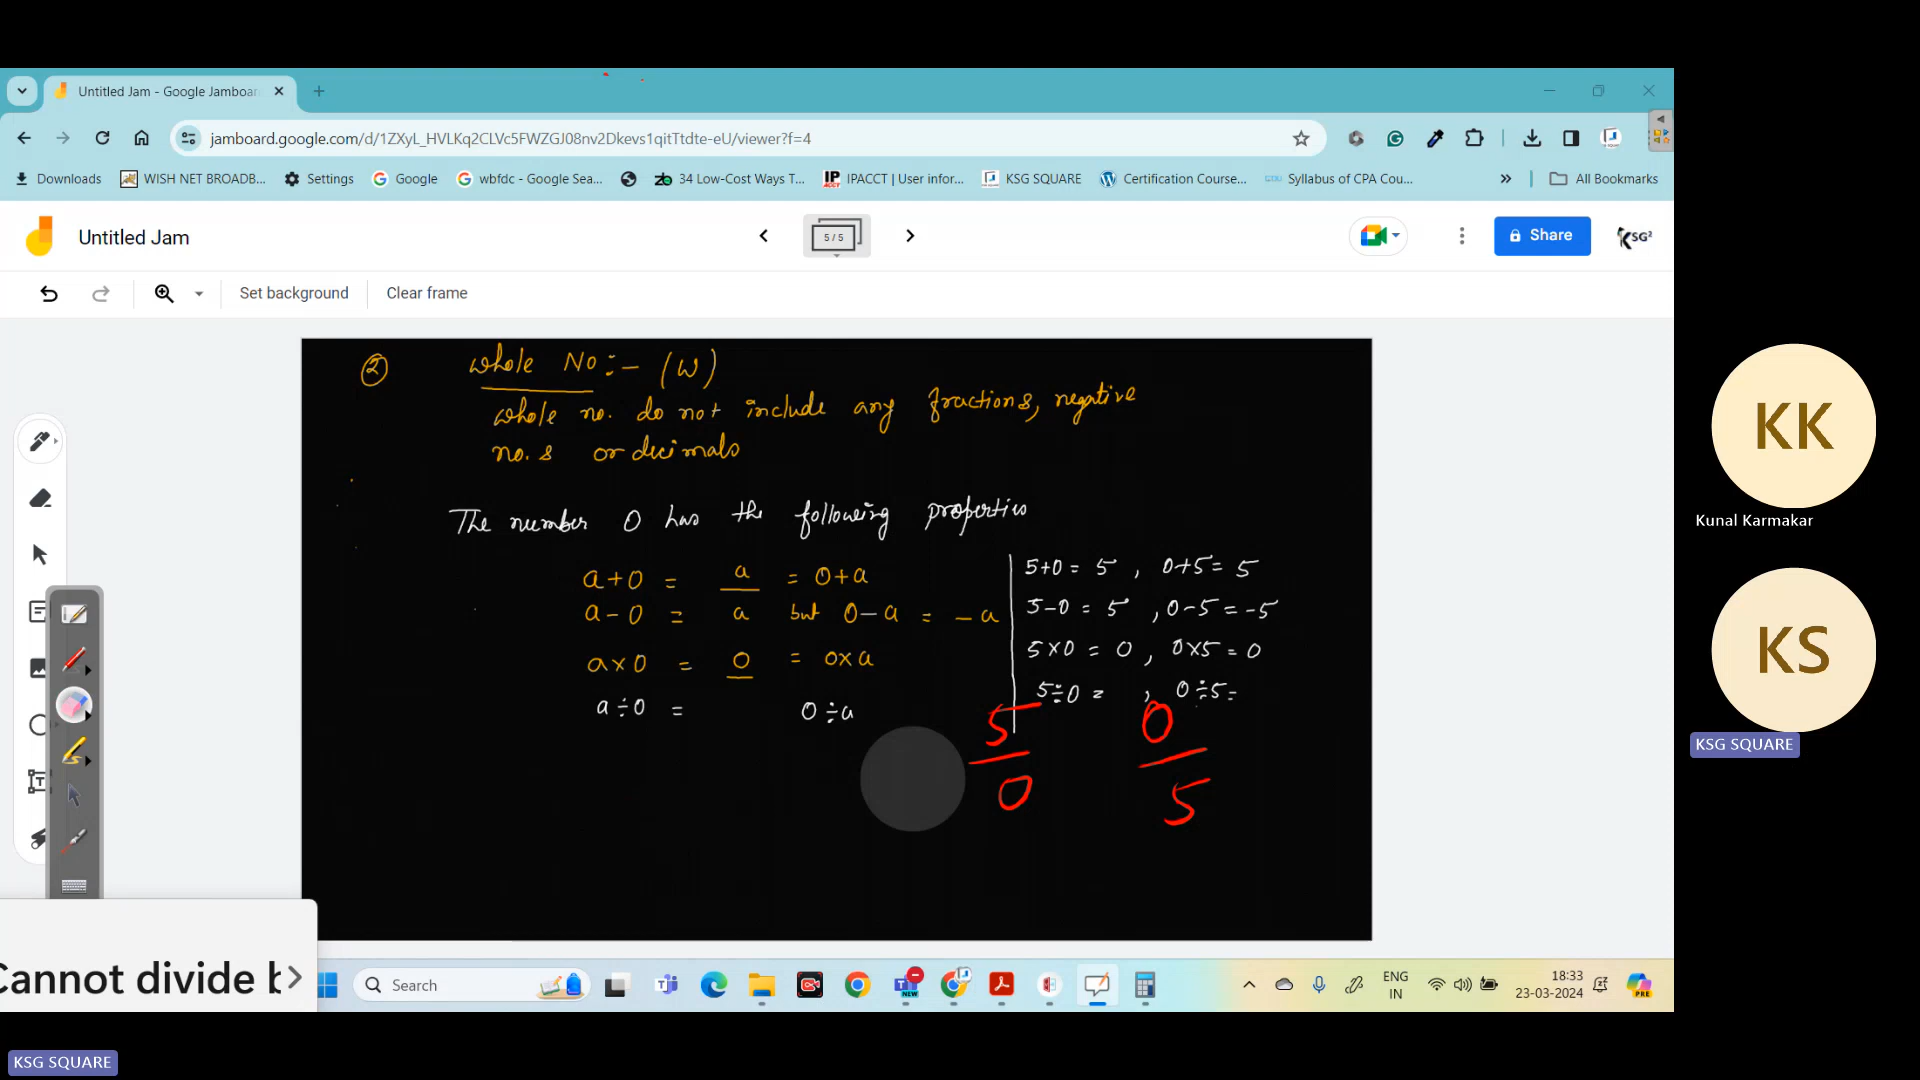 Untitled Jam - Google Jamboar
jamboard.google.com/d/1ZXyL_HVLKq2CLVc5FWZGJ08nv2Dkevs1qitTtdte-eU/viewer?f=4
Downloads WISH NET BROADB... Settings Google wbfdc - Google Sea... 34 Low-Cost Ways T... IPACCT | User infor... KSG SQUARE Certification Course... Syllabus of CPA Cou... » All Bookmarks
Untitled Jam 5 / 5 Share KSG²
Set background Clear frame
② Whole No :- (W)
Whole no. do not include any fractions, negative
no.s or decimals
The number 0 has the following properties
a+0 = a = 0+a
a-0 = a but 0-a = -a
a×0 = 0 = 0×a
a÷0 = 0÷a
5+0 = 5 , 0+5 = 5
5-0 = 5 , 0-5 = -5
5×0 = 0 , 0×5 = 0
5÷0 = , 0÷5 =
5 0
0 5
KK
Kunal Karmakar
KS
KSG SQUARE
Cannot divide b
Search
ENG
IN
18:33
23-03-2024
KSG SQUARE